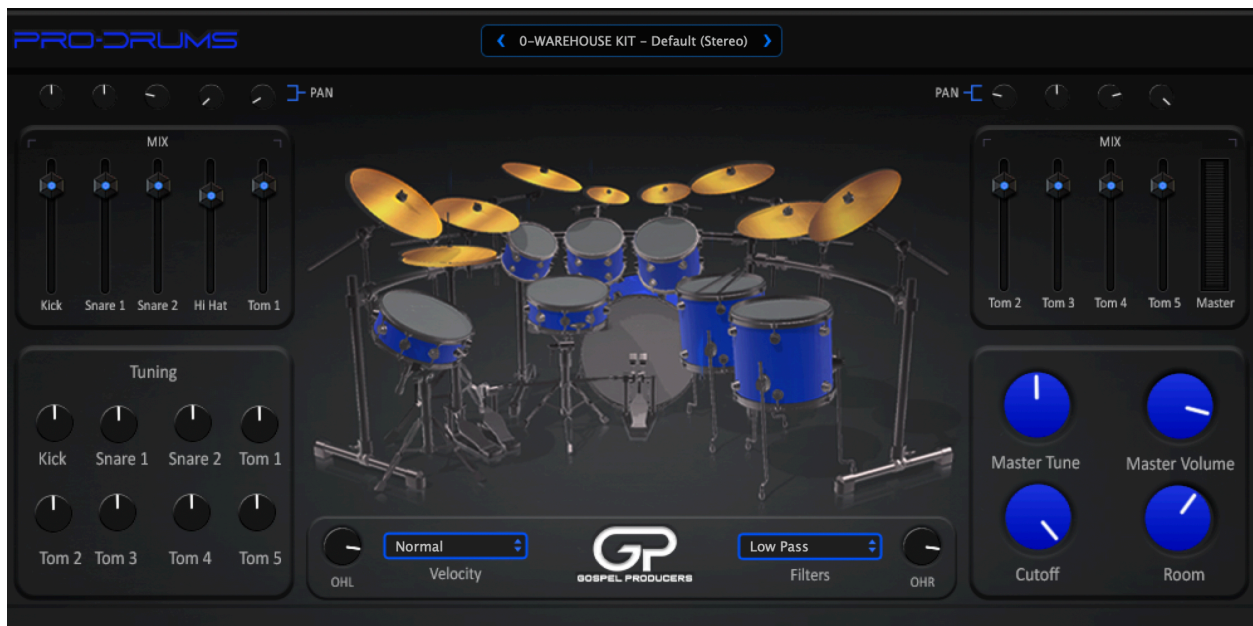 PRO-DRUMS
0-WAREHOUSE KIT - Default (Stereo)
PAN
PAN
MIX
Kick Snare 1 Snare 2 Hi Hat Tom 1
MIX
Tom 2 Tom 3 Tom 4 Tom 5 Master
Tuning
Kick Snare 1 Snare 2 Tom 1
Tom 2 Tom 3 Tom 4 Tom 5
Master Tune Master Volume
Cutoff Room
OHL
Normal
Velocity
GP
GOSPEL PRODUCERS
Low Pass
Filters
OHR